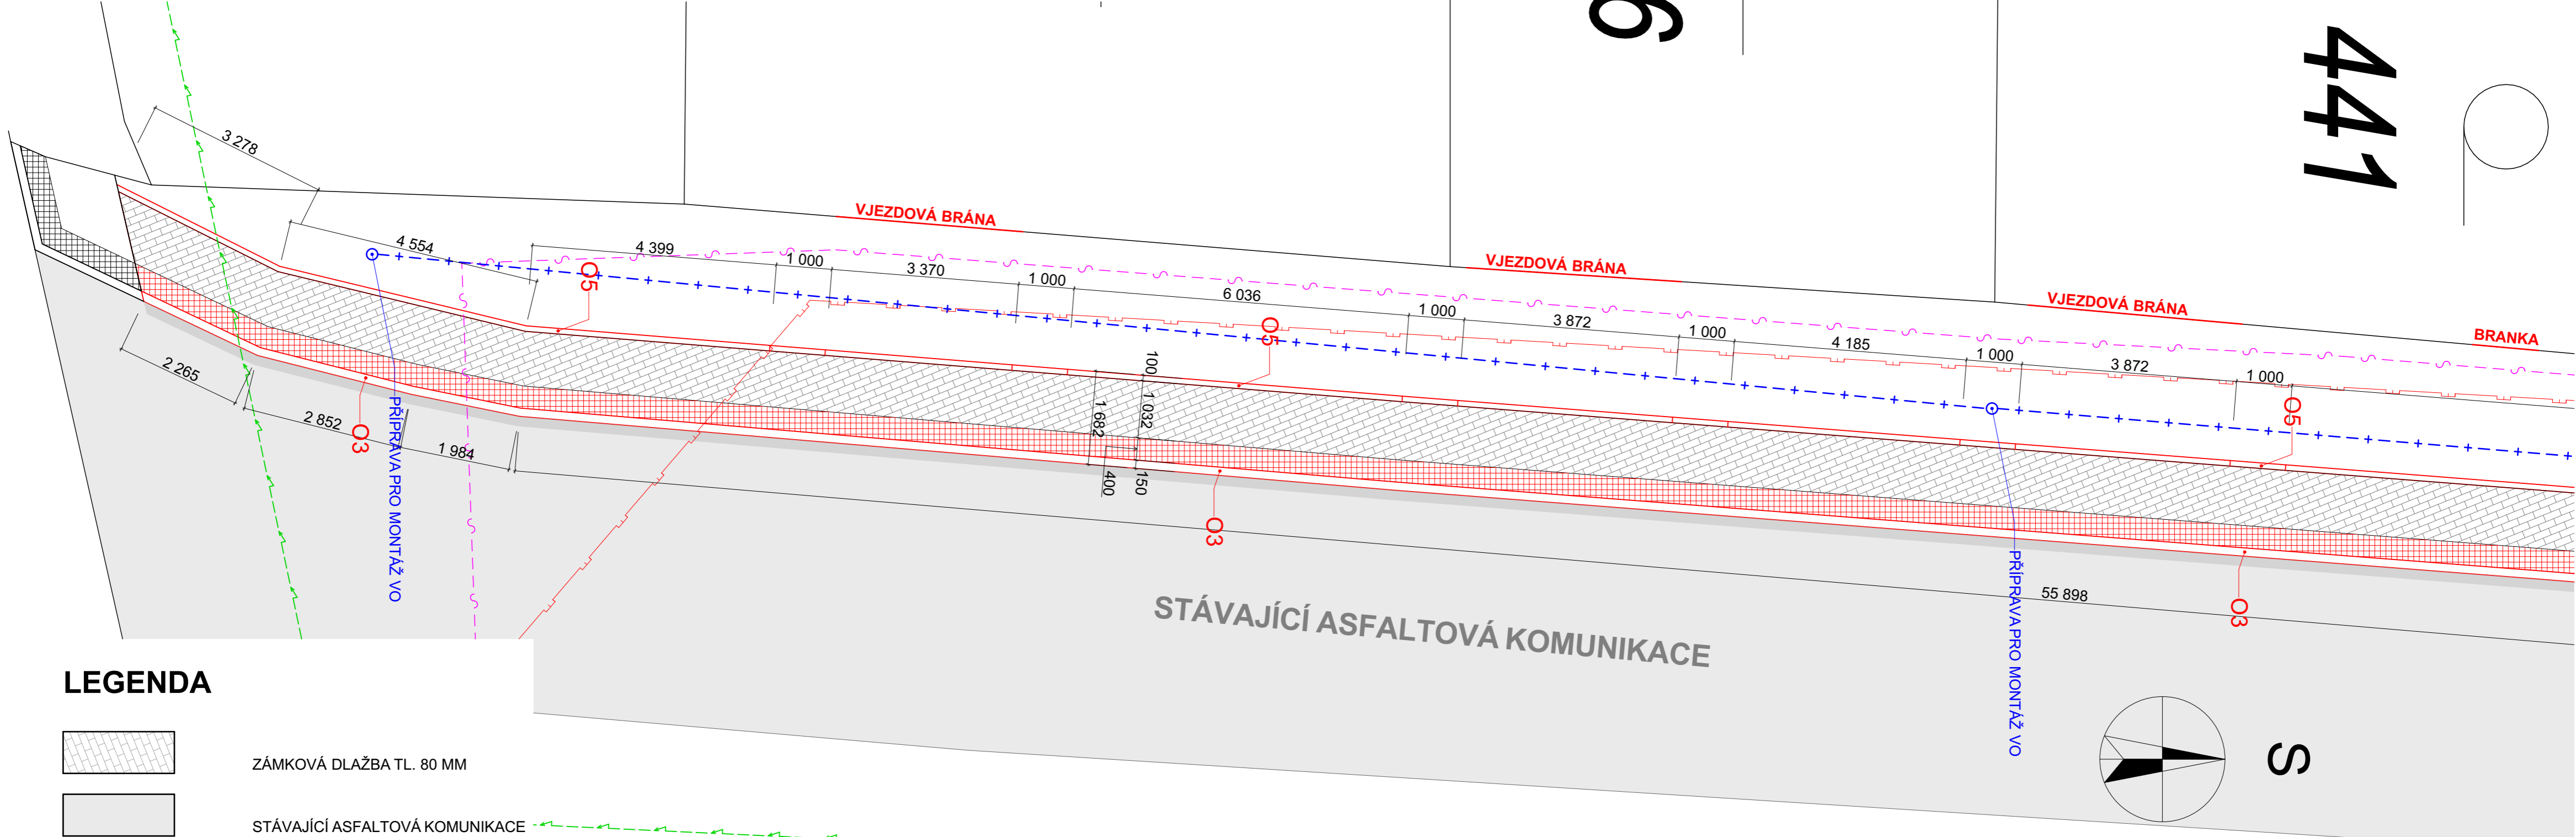 6
441
3 278
VJEZDOVÁ BRÁNA
4 554
4 399
1 000
3 370
1 000
6 036
1 000
3 872
1 000
4 185
1 000
3 872
1 000
VJEZDOVÁ BRÁNA
VJEZDOVÁ BRÁNA
BRANKA
O5
O5
O5
100
1 032
1 682
400
150
2 265
2 852
1 984
O3
O3
O3
PŘÍPRAVA PRO MONTÁŽ VO
PŘÍPRAVA PRO MONTÁŽ VO
55 898
STÁVAJÍCÍ ASFALTOVÁ KOMUNIKACE
S
LEGENDA
ZÁMKOVÁ DLAŽBA TL. 80 MM
STÁVAJÍCÍ ASFALTOVÁ KOMUNIKACE